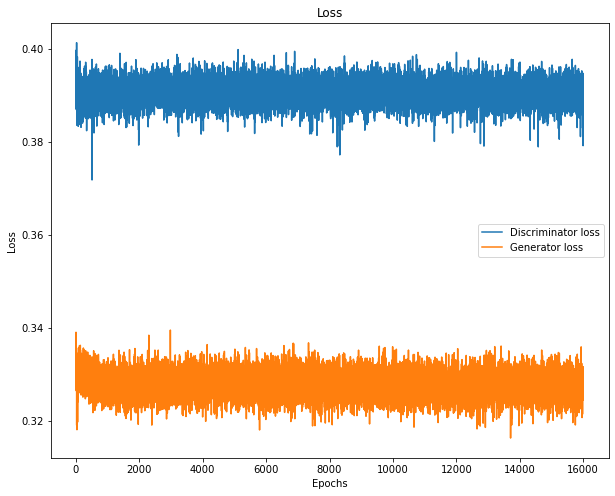 Loss
0.40
0.38
0.36
0.34
0.32
Loss
Discriminator loss
Generator loss
0
2000
4000
6000
8000
10000
12000
14000
16000
Epochs